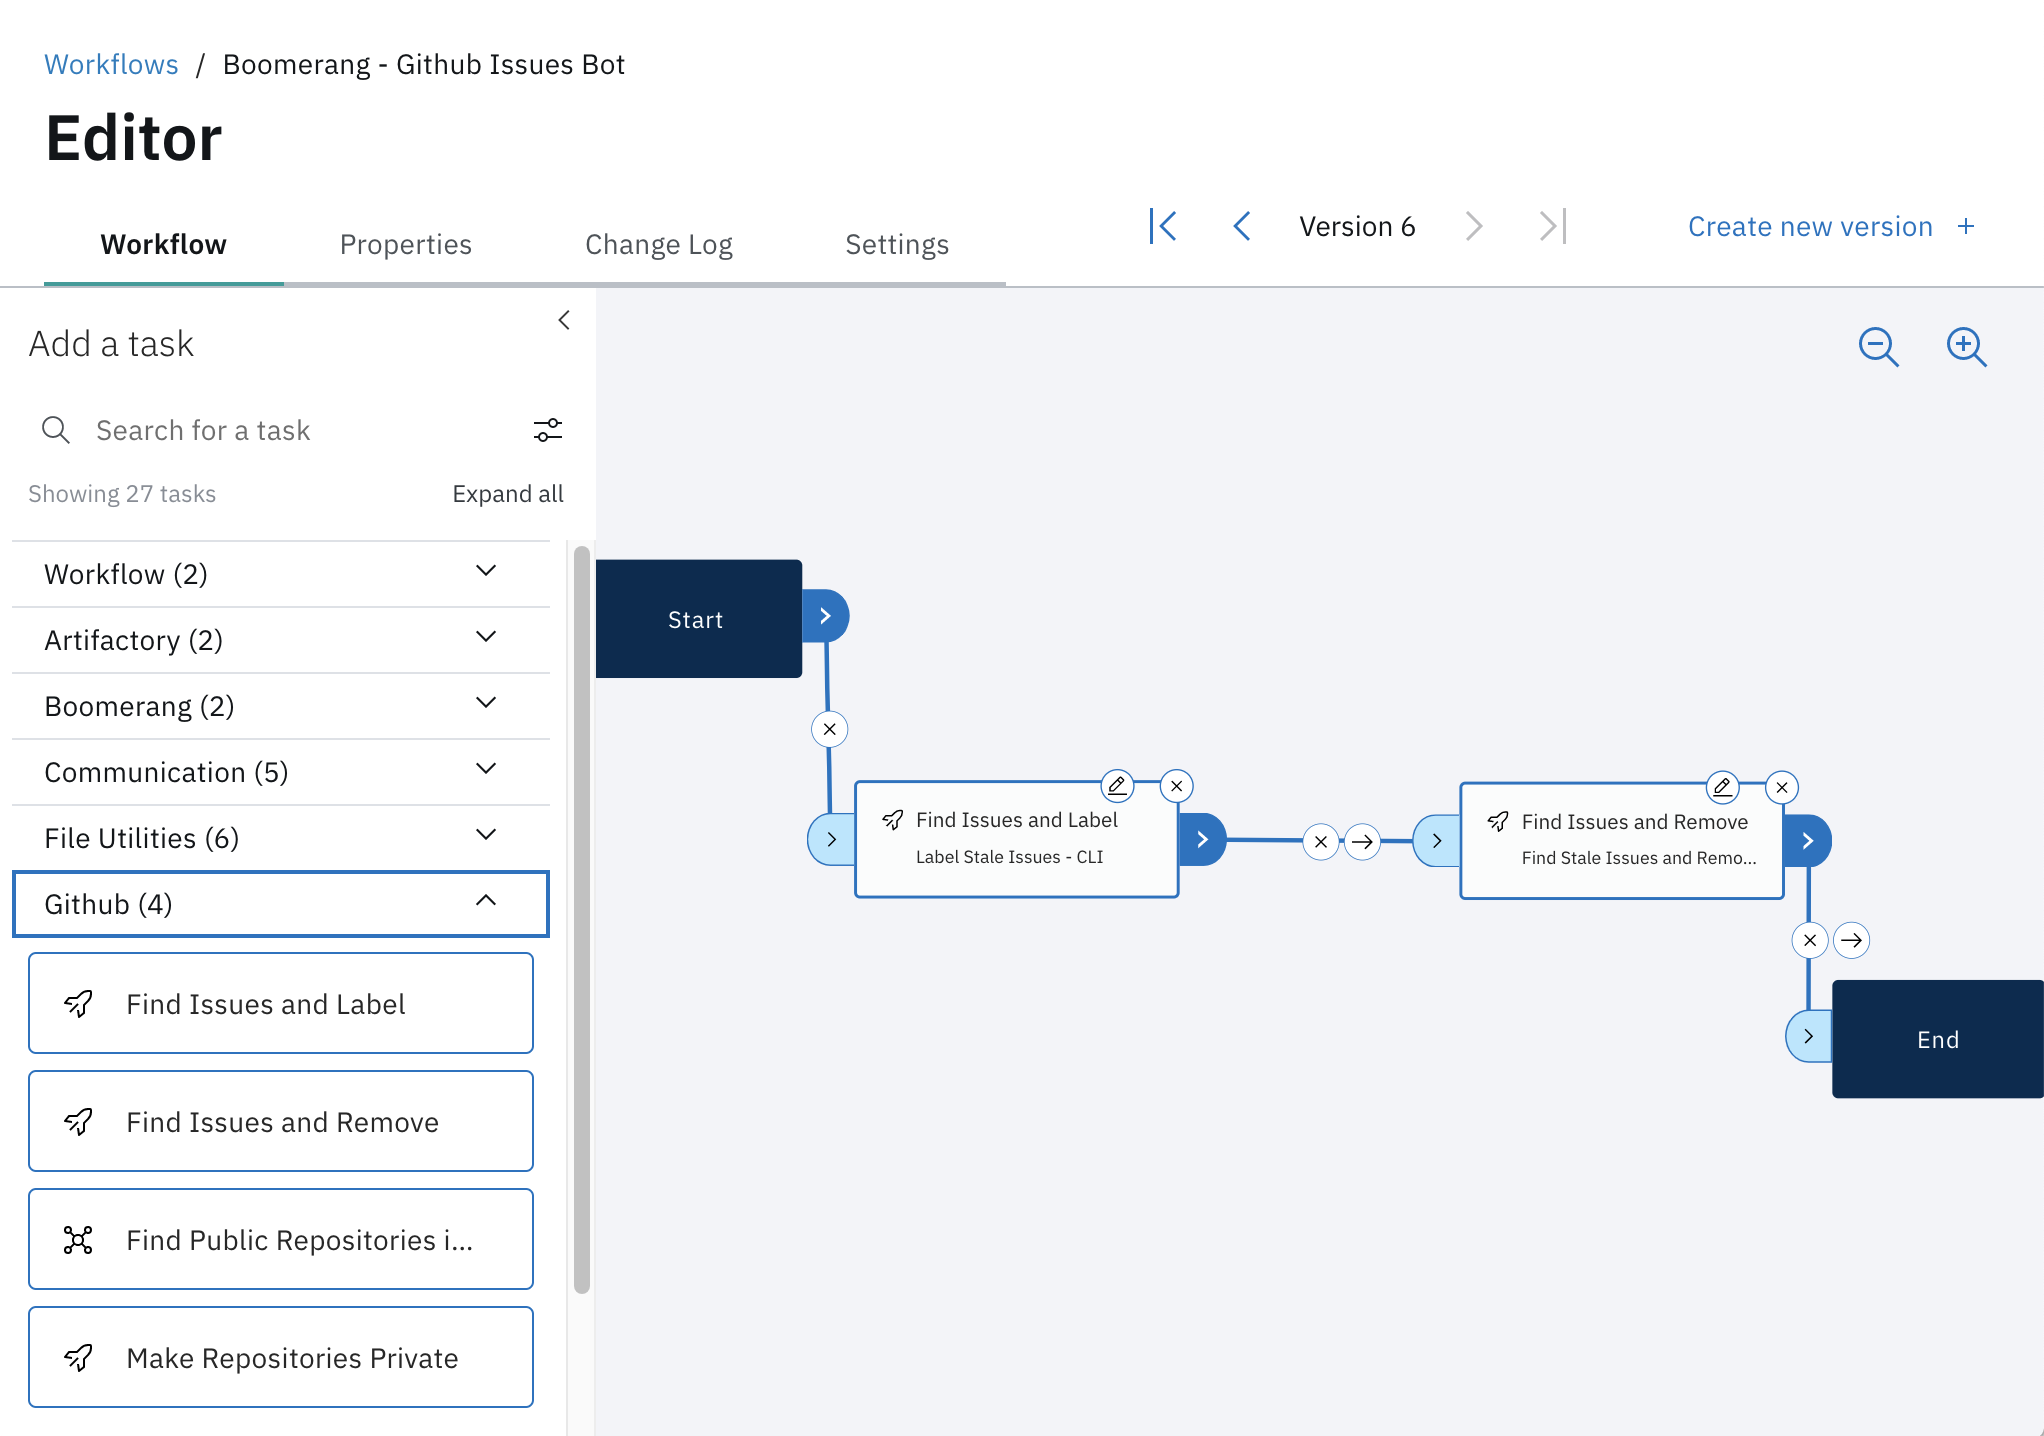 Workflows / Boomerang - Github Issues Bot
Editor
Workflow Properties Change Log Settings
Version 6
Create new version +
Add a task
Search for a task
Showing 27 tasks Expand all
Workflow (2)
Artifactory (2)
Boomerang (2)
Communication (5)
File Utilities (6)
Github (4)
Find Issues and Label
Find Issues and Remove
Find Public Repositories i...
Make Repositories Private
Start
Find Issues and Label
Label Stale Issues - CLI
Find Issues and Remove
Find Stale Issues and Remo...
End